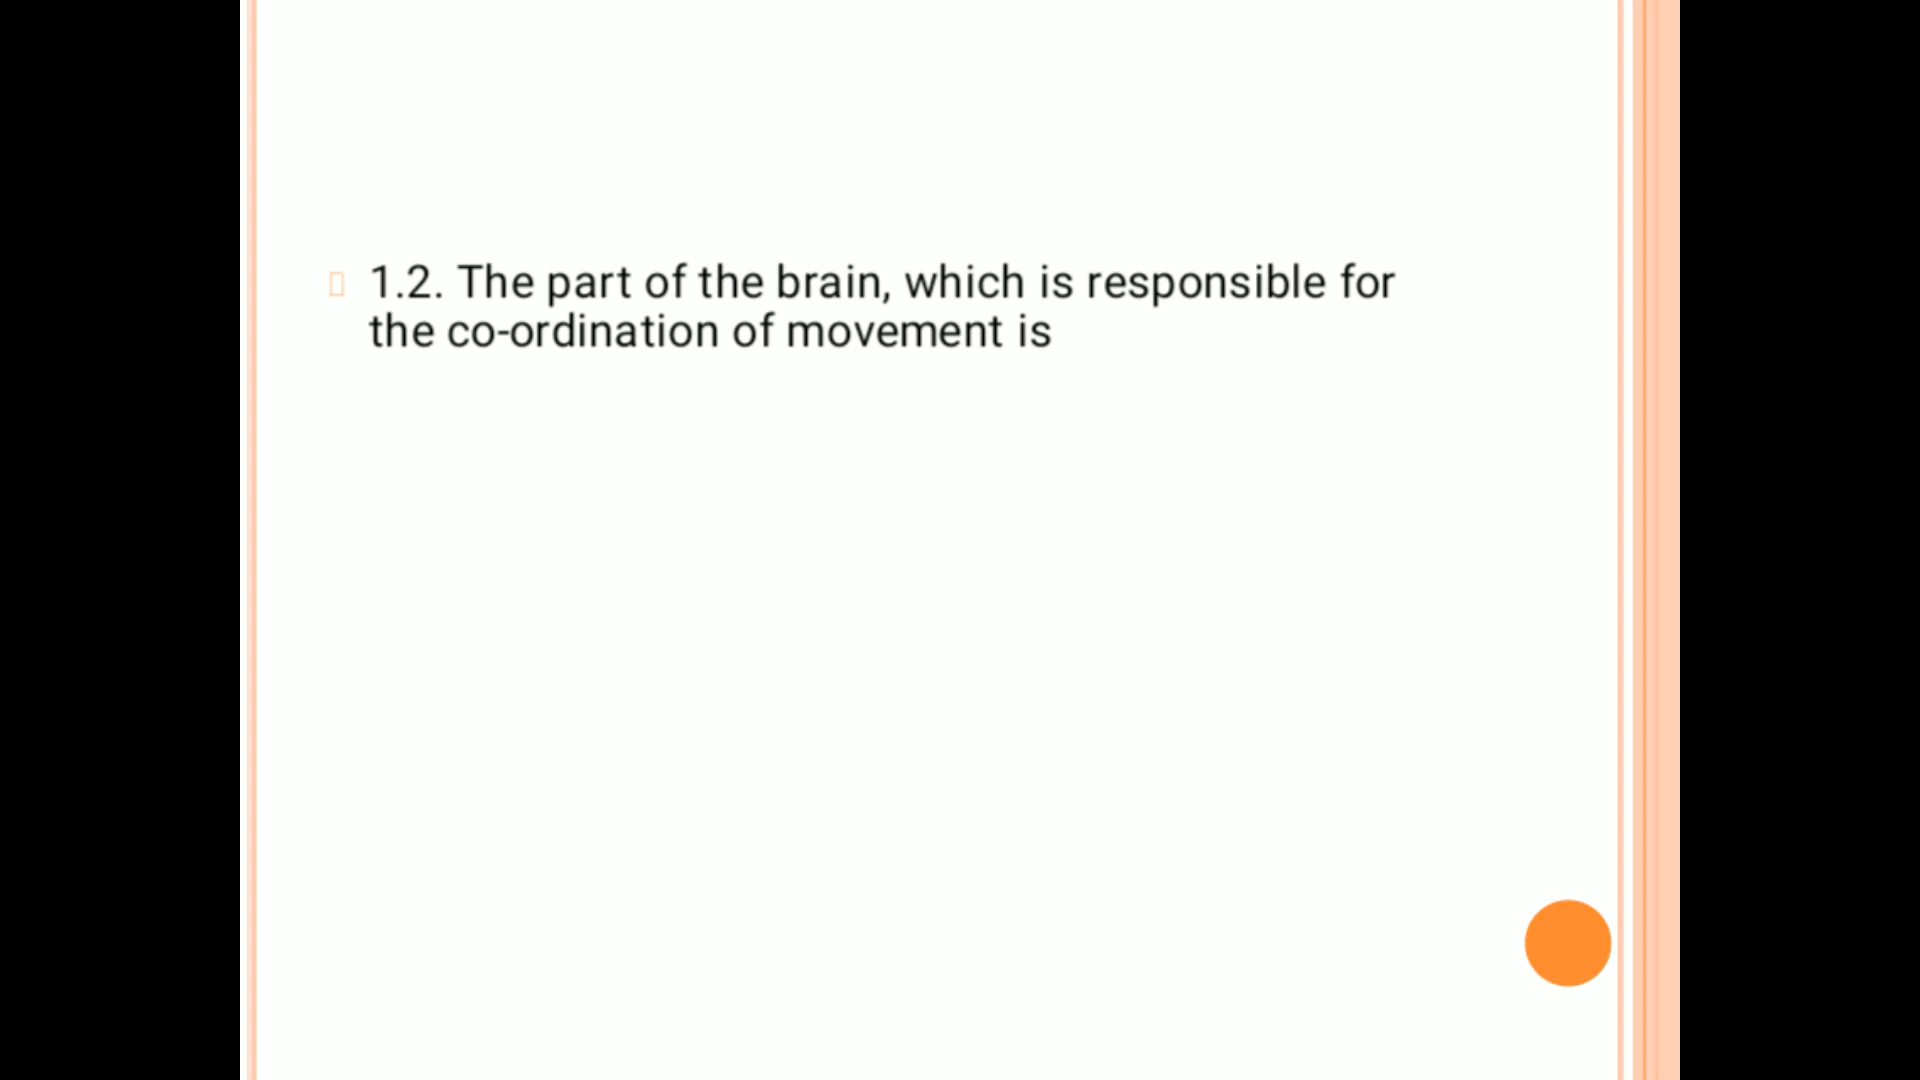 1.2. The part of the brain, which is responsible for
the co-ordination of movement is